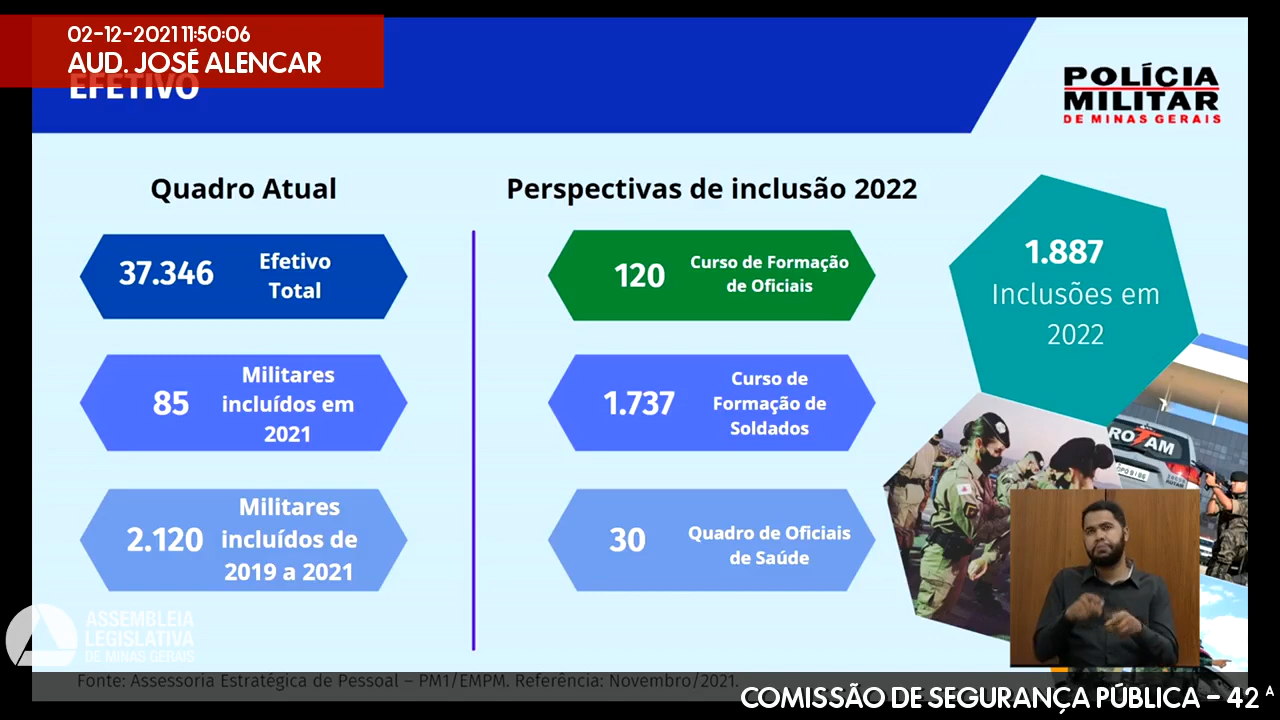 02-12-2021 11:50:06
AUD. JOSÉ ALENCAR
EFETIVO
POLÍCIA
MILITAR
DE MINAS GERAIS
Quadro Atual
37.346
Efetivo
Total
85
Militares
incluídos em
2021
2.120
Militares
incluídos de
2019 a 2021
Perspectivas de inclusão 2022
120
Curso de Formação
de Oficiais
1.737
Curso de
Formação de
Soldados
30
Quadro de Oficiais
de Saúde
1.887
Inclusões em
2022
ROTAM
ASSEMBLEIA
LEGISLATIVA
DE MINAS GERAIS
Fonte: Assessoria Estratégica de Pessoal – PM1/EMPM. Referência: Novembro/2021.
COMISSÃO DE SEGURANÇA PÚBLICA - 42 ª